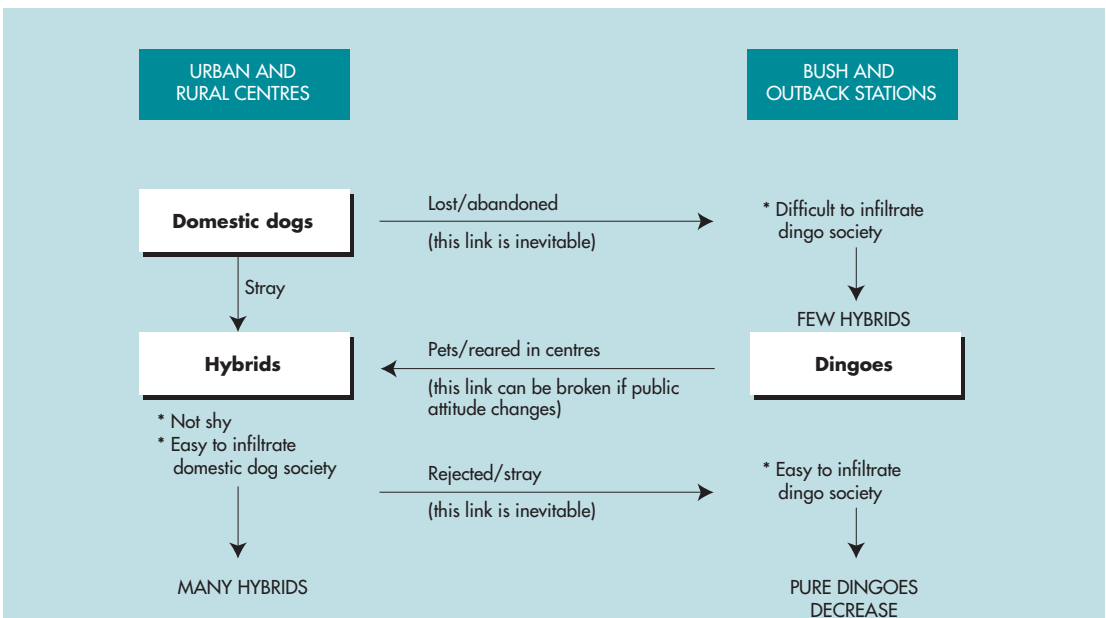 URBAN AND
RURAL CENTRES
BUSH AND
OUTBACK STATIONS
Domestic dogs
Lost/abandoned
(this link is inevitable)
* Difficult to infiltrate
dingo society
Stray
FEW HYBRIDS
Hybrids
Pets/reared in centres
(this link can be broken if public
attitude changes)
Dingoes
* Not shy
* Easy to infiltrate
domestic dog society
Rejected/stray
(this link is inevitable)
* Easy to infiltrate
dingo society
MANY HYBRIDS
PURE DINGOES
DECREASE